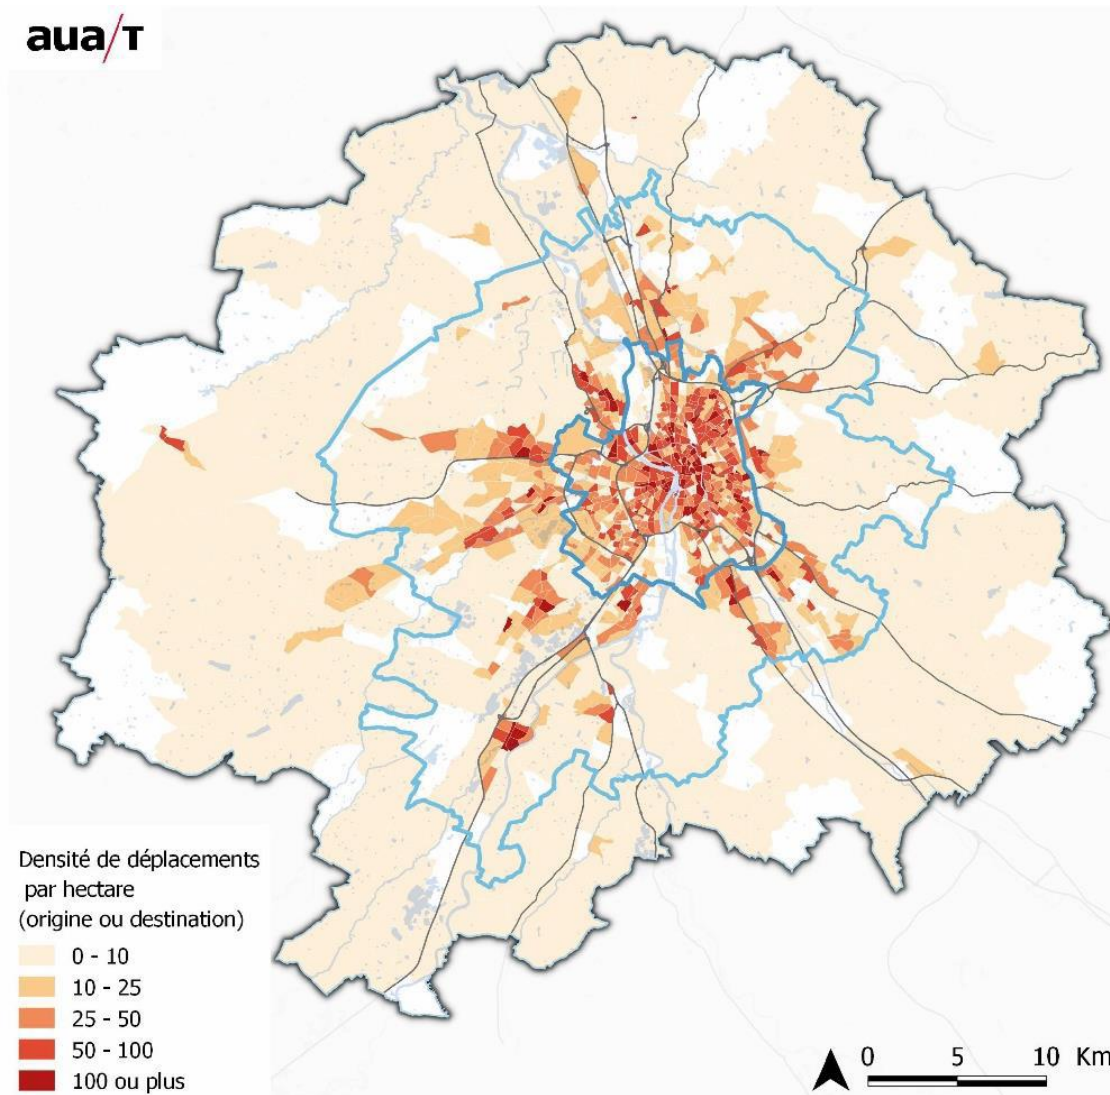 aua/T
Densité de déplacements
par hectare
(origine ou destination)
0 - 10
10 - 25
25 - 50
50 - 100
100 ou plus
0 5 10 Km